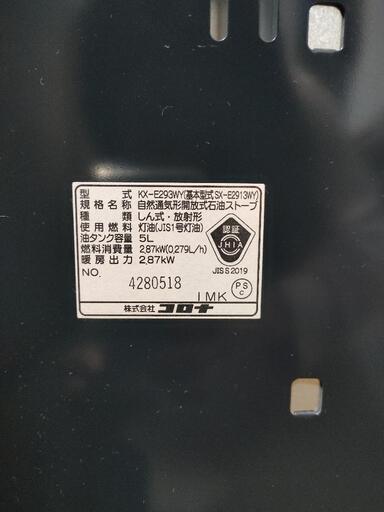 型式 KX-E293WY(基本型式SX-E2913WY)
規格名称 自然通気形開放式石油ストーブ
種類 しん式・放射形
使用燃料 灯油(JIS1号灯油)
油タンク容量 5L
燃料消費量 2.87kW(0.279L/h)
暖房出力 2.87kW
認証
JHIA
JIS S 2019
NO. 4280518
IMK
PS
C
株式会社コロナ